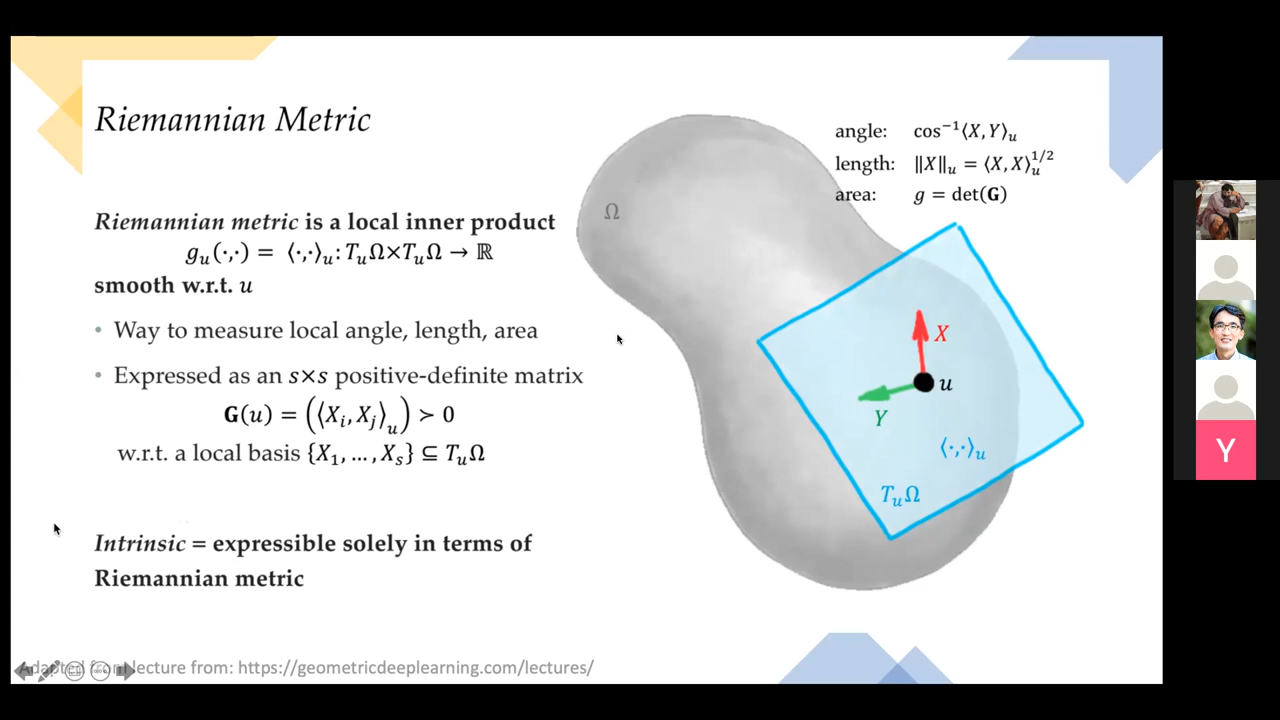 Riemannian Metric
angle: cos⁻¹⟨X, Y⟩ᵤ
length: ‖X‖ᵤ = ⟨X, X⟩ᵤ^{1/2}
area: g = det(𝐆)
Riemannian metric is a local inner product
gᵤ(·,·) = ⟨·,·⟩ᵤ: TᵤΩ×TᵤΩ → ℝ
smooth w.r.t. u
• Way to measure local angle, length, area
• Expressed as an s×s positive-definite matrix
𝐆(u) = (⟨Xᵢ, Xⱼ⟩ᵤ) ≻ 0
w.r.t. a local basis {X₁, …, Xₛ} ⊆ TᵤΩ
Intrinsic = expressible solely in terms of
Riemannian metric
Ω
X
u
Y
⟨·,·⟩ᵤ
TᵤΩ
Adapted from lecture from: https://geometricdeeplearning.com/lectures/
Y